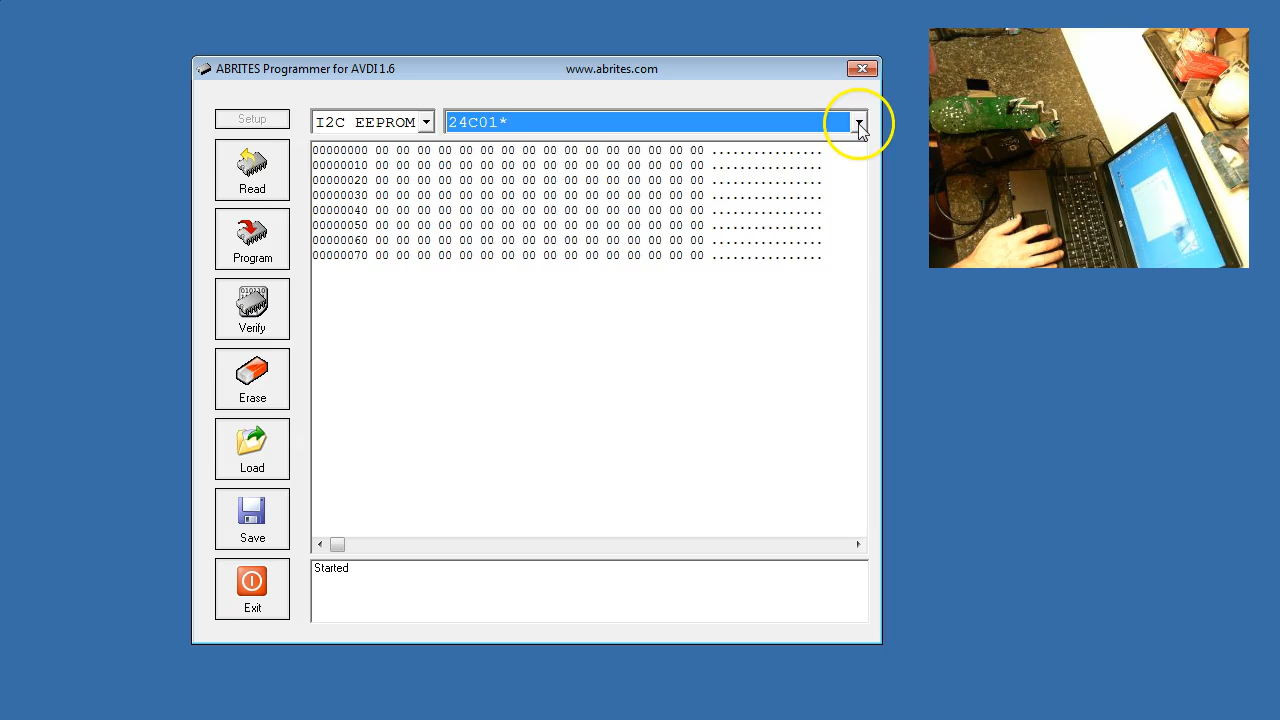 ABRITES Programmer for AVDI 1.6 www.abrites.com
Setup I2C EEPROM 24C01*
00 00 00 00 00 00 00 00 00 00 00 00 00 00 00 00 ................
00000010 00 00 00 00 00 00 00 00 00 00 00 00 00 00 00 00 ................
00000020 00 00 00 00 00 00 00 00 00 00 00 00 00 00 00 00 ................
00000030 00 00 00 00 00 00 00 00 00 00 00 00 00 00 00 00 ................
00000040 00 00 00 00 00 00 00 00 00 00 00 00 00 00 00 00 ................
00000050 00 00 00 00 00 00 00 00 00 00 00 00 00 00 00 00 ................
00000060 00 00 00 00 00 00 00 00 00 00 00 00 00 00 00 00 ................
00000070 00 00 00 00 00 00 00 00 00 00 00 00 00 00 00 00 ................
Read
Program
010110
Verify
Erase
Load
Save
Exit
Started